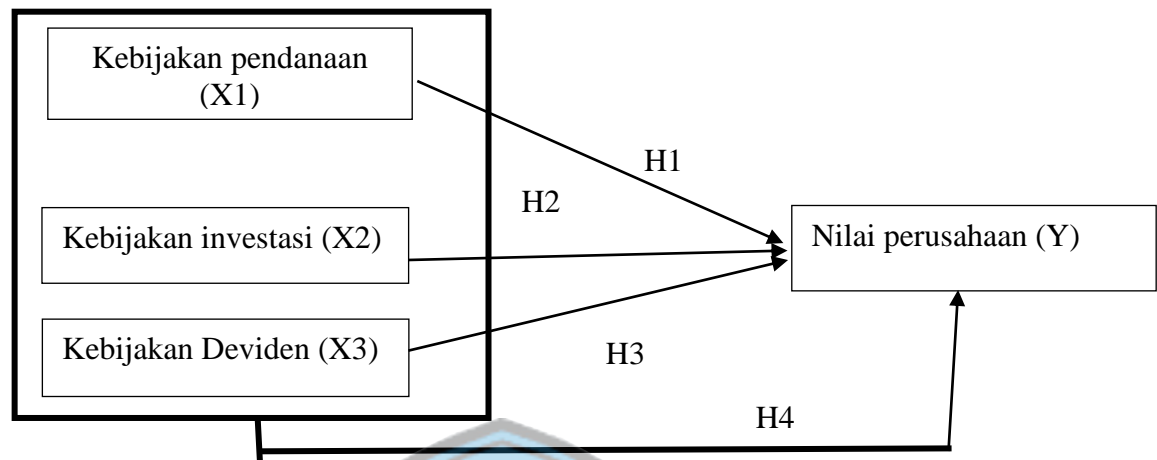 Kebijakan pendanaan
(X1)
H1
H2
Kebijakan investasi (X2)
Nilai perusahaan (Y)
Kebijakan Deviden (X3)
H3
H4